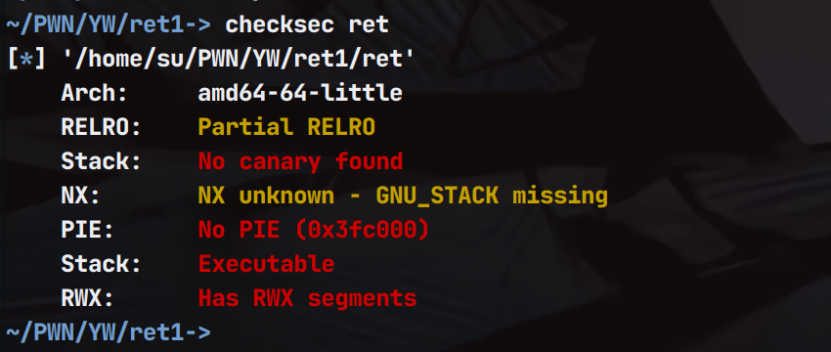 ~/PWN/YW/ret1-> checksec ret
[*] '/home/su/PWN/YW/ret1/ret'
    Arch:     amd64-64-little
    RELRO:    Partial RELRO
    Stack:    No canary found
    NX:       NX unknown - GNU_STACK missing
    PIE:      No PIE (0x3fc000)
    Stack:    Executable
    RWX:      Has RWX segments
~/PWN/YW/ret1->